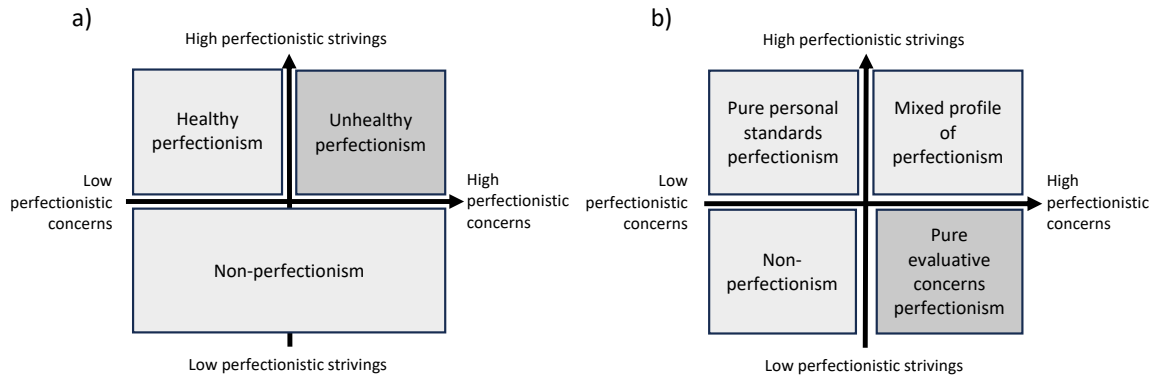 a)
High perfectionistic strivings
Healthy
perfectionism
Unhealthy
perfectionism
Low
perfectionistic
concerns
High
perfectionistic
concerns
Non-perfectionism
Low perfectionistic strivings
b)
High perfectionistic strivings
Pure personal
standards
perfectionism
Mixed profile
of
perfectionism
Low
perfectionistic
concerns
High
perfectionistic
concerns
Non-
perfectionism
Pure
evaluative
concerns
perfectionism
Low perfectionistic strivings